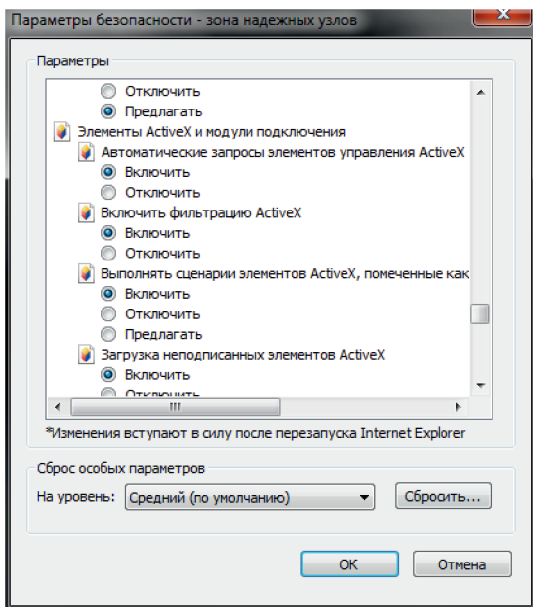 Параметры безопасности - зона надежных узлов
Параметры
Отключить
Предлагать
Элементы ActiveX и модули подключения
Автоматические запросы элементов управления ActiveX
Включить
Отключить
Включить фильтрацию ActiveX
Включить
Отключить
Выполнять сценарии элементов ActiveX, помеченные как
Включить
Отключить
Предлагать
Загрузка неподписанных элементов ActiveX
Включить
Отключить
*Изменения вступают в силу после перезапуска Internet Explorer
Сброс особых параметров
На уровень: Средний (по умолчанию) Сбросить...
ОК Отмена